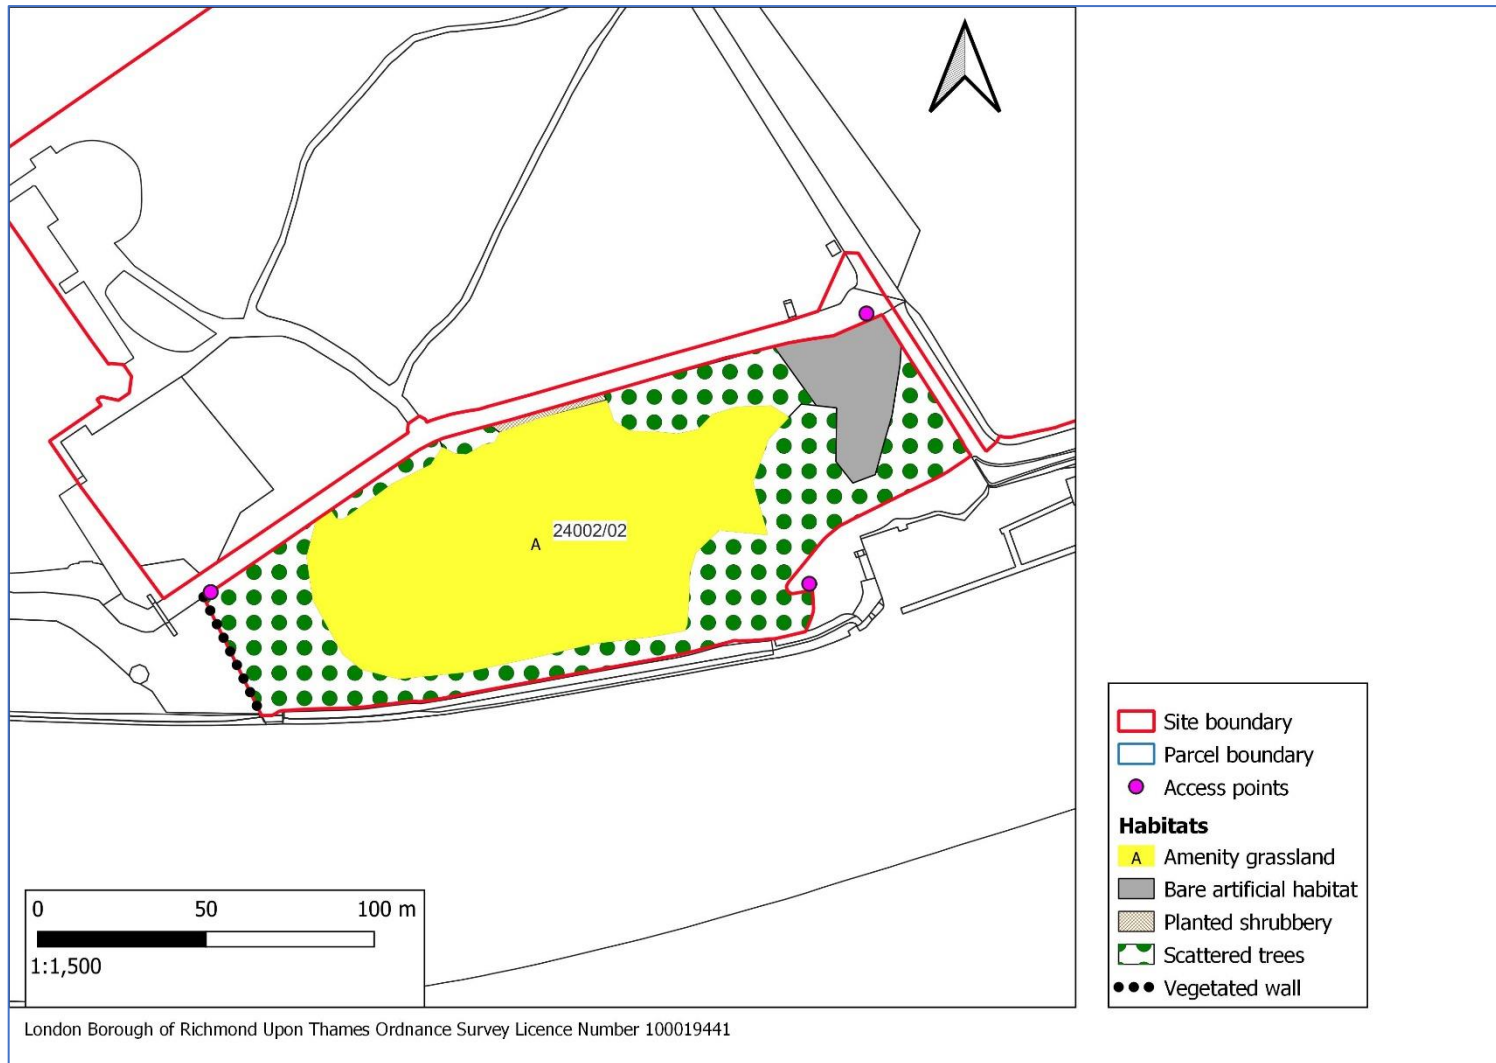 24002/02
A
0 50 100 m
1:1,500
Site boundary
Parcel boundary
Access points
Habitats
A Amenity grassland
Bare artificial habitat
Planted shrubbery
Scattered trees
Vegetated wall
London Borough of Richmond Upon Thames Ordnance Survey Licence Number 100019441